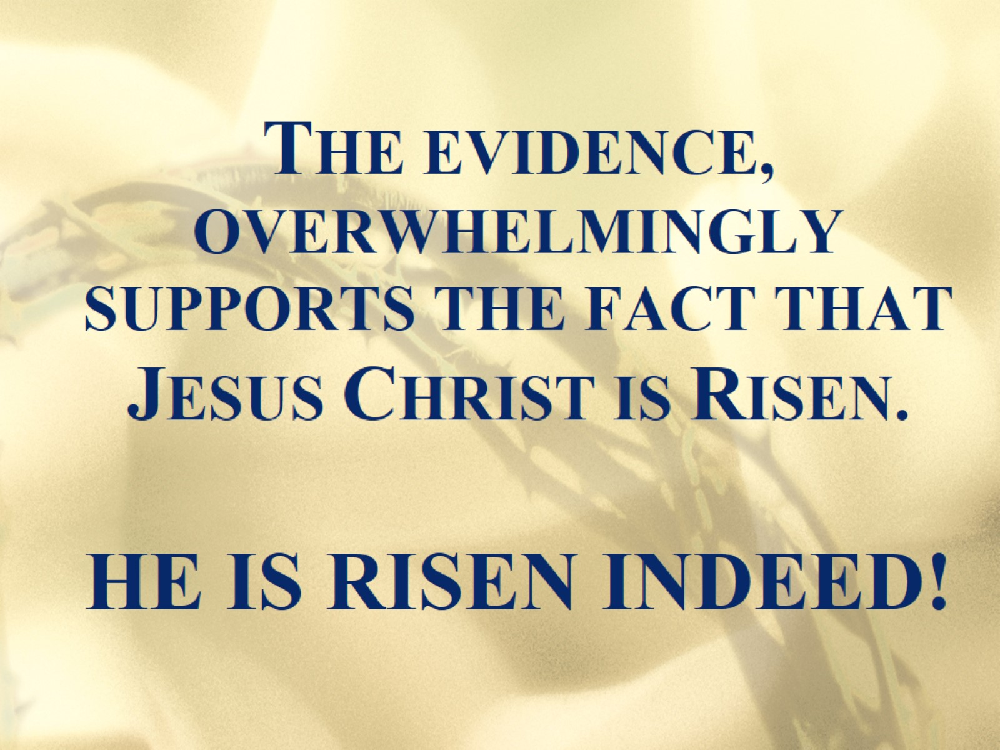 THE EVIDENCE,
OVERWHELMINGLY
SUPPORTS THE FACT THAT
JESUS CHRIST IS RISEN.
HE IS RISEN INDEED!